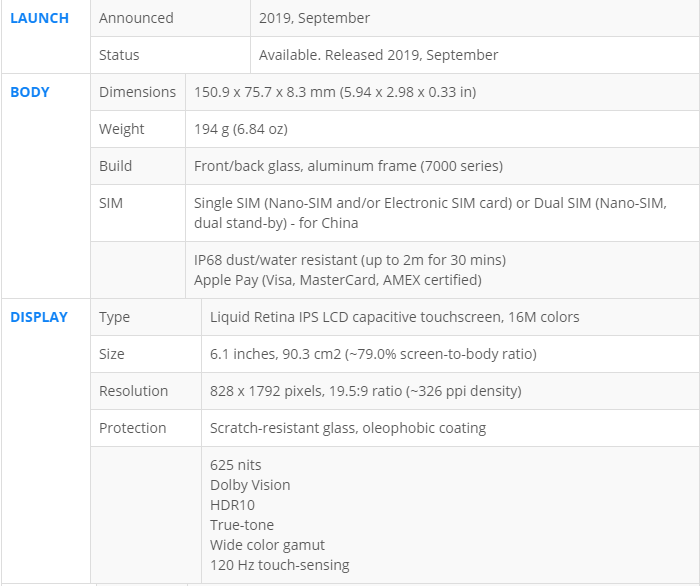 LAUNCH Announced 2019, September
Status Available. Released 2019, September
BODY Dimensions 150.9 x 75.7 x 8.3 mm (5.94 x 2.98 x 0.33 in)
Weight 194 g (6.84 oz)
Build Front/back glass, aluminum frame (7000 series)
SIM Single SIM (Nano-SIM and/or Electronic SIM card) or Dual SIM (Nano-SIM,
dual stand-by) - for China
IP68 dust/water resistant (up to 2m for 30 mins)
Apple Pay (Visa, MasterCard, AMEX certified)
DISPLAY Type Liquid Retina IPS LCD capacitive touchscreen, 16M colors
Size 6.1 inches, 90.3 cm2 (~79.0% screen-to-body ratio)
Resolution 828 x 1792 pixels, 19.5:9 ratio (~326 ppi density)
Protection Scratch-resistant glass, oleophobic coating
625 nits
Dolby Vision
HDR10
True-tone
Wide color gamut
120 Hz touch-sensing